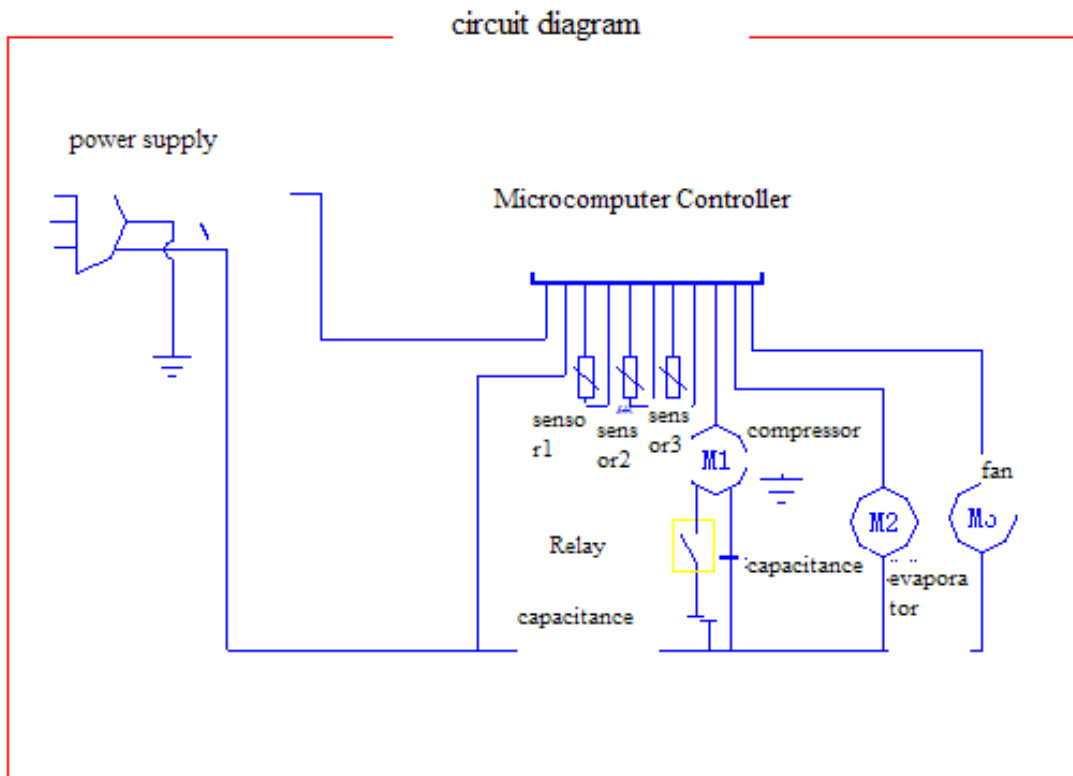 circuit diagram
power supply
Microcomputer Controller
senso
r1
sens
or2
sens
or3
compressor
M1
fan
M2
Relay
capacitance
evapora
tor
capacitance